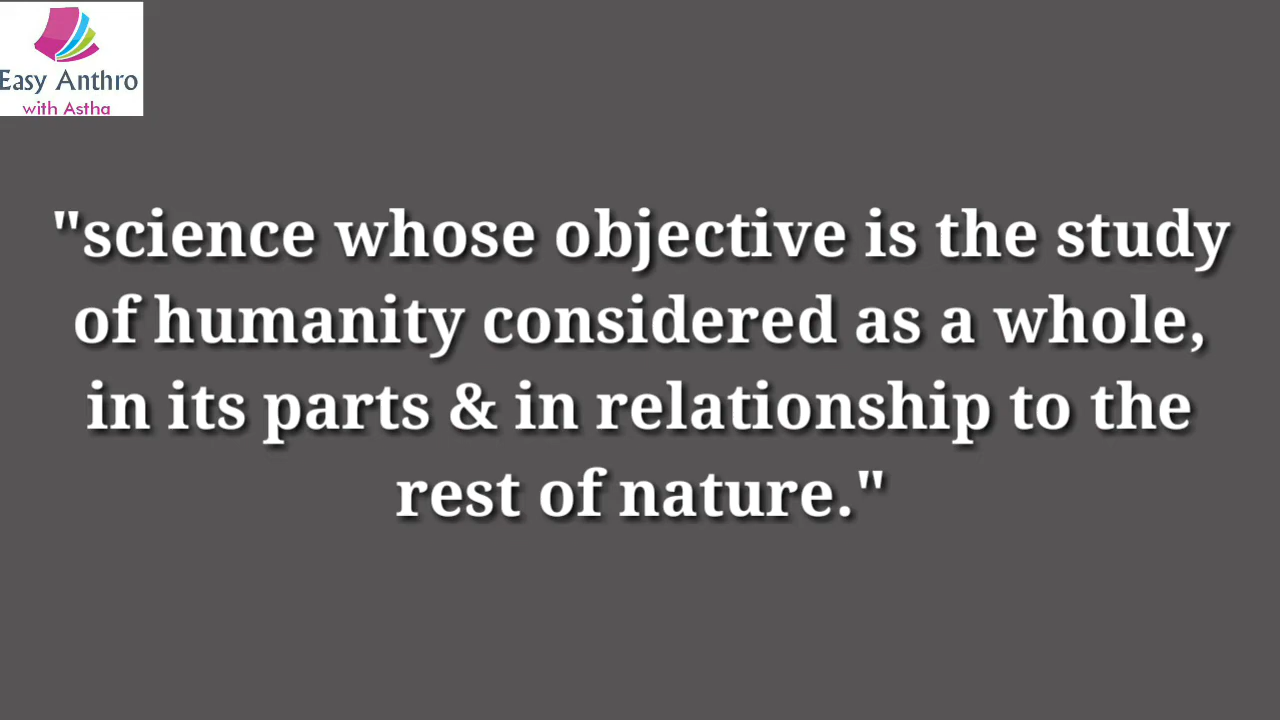 Easy Anthro
with Astha
"science whose objective is the study
of humanity considered as a whole,
in its parts & in relationship to the
rest of nature."